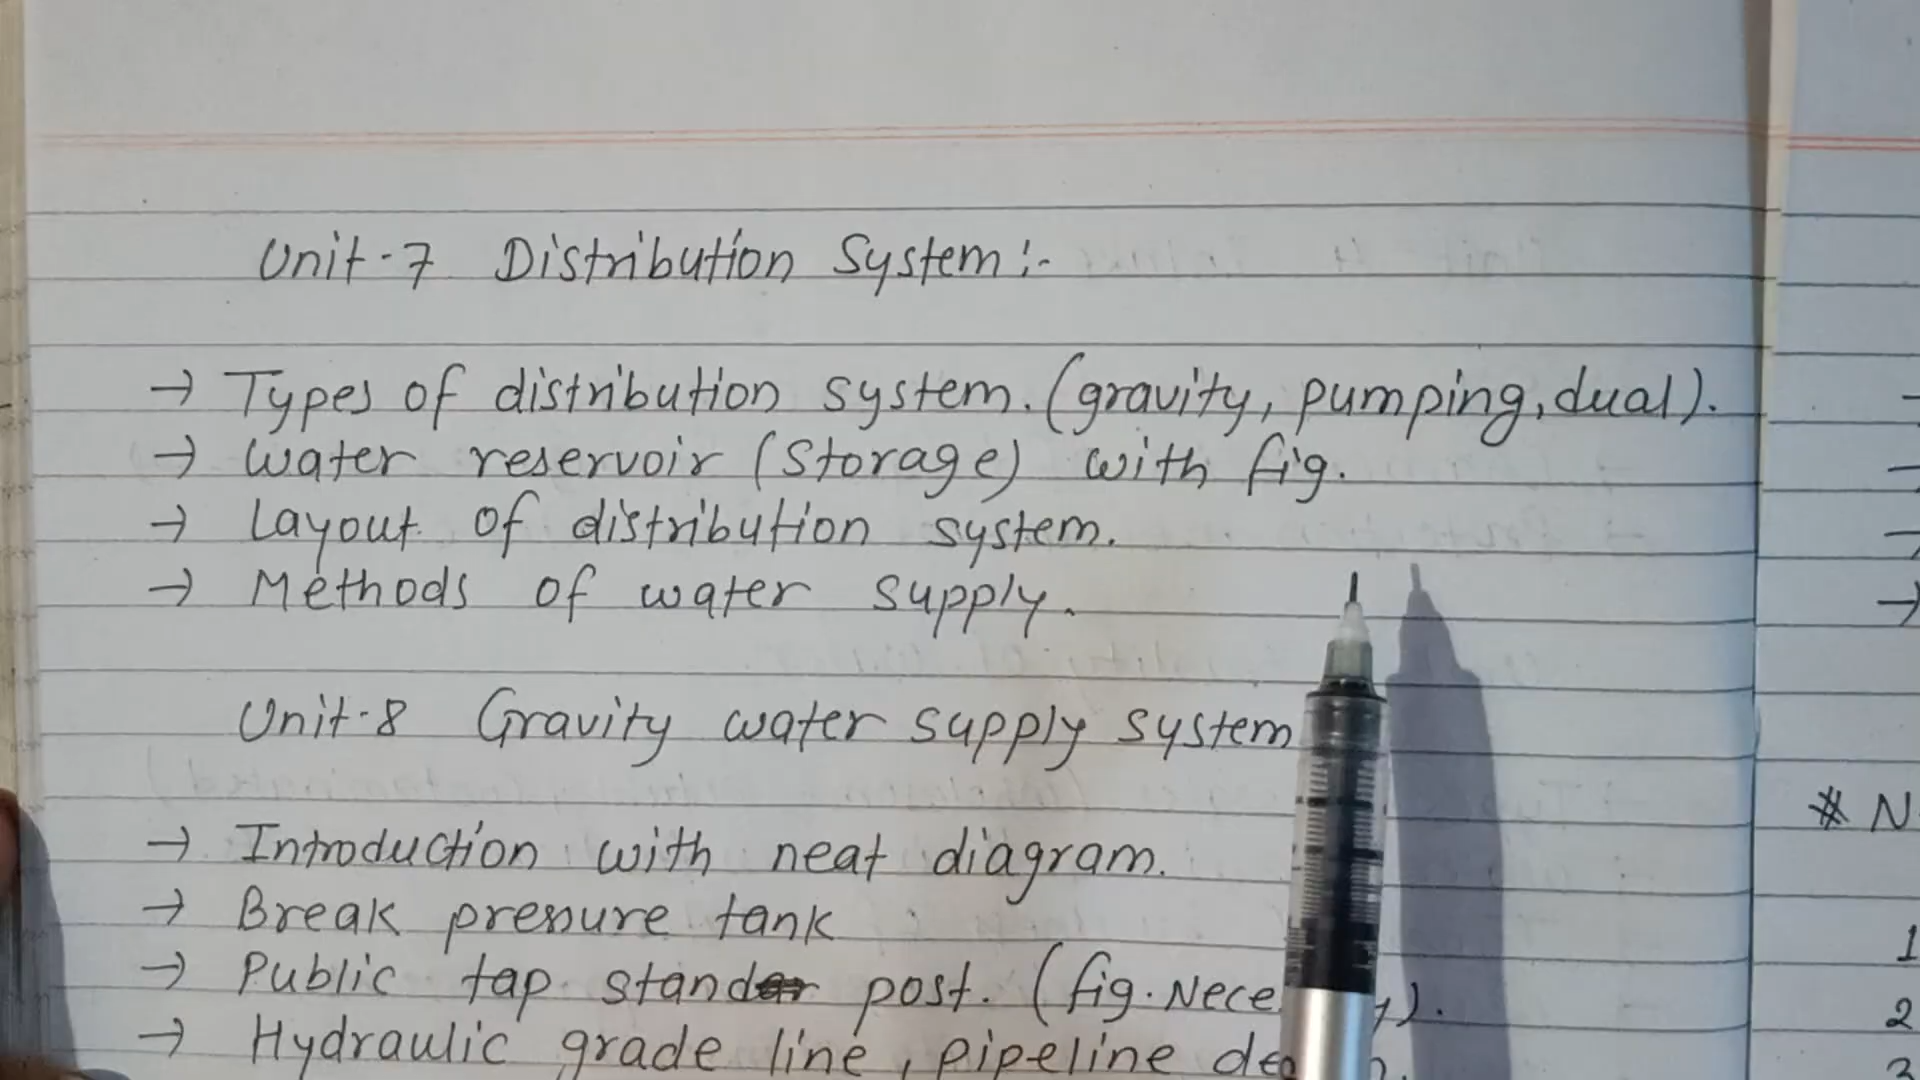 Unit-7 Distribution System :-
→ Types of distribution system. (gravity, pumping, dual).
→ Water reservoir (Storage) with fig.
→ Layout of distribution system.
→ Methods of water supply.
Unit-8 Gravity water supply system
→ Introduction with neat diagram.
→ Break pressure tank
→ Public tap stand post. (fig. Nece
→ Hydraulic grade line, pipeline
# N
1
2
3